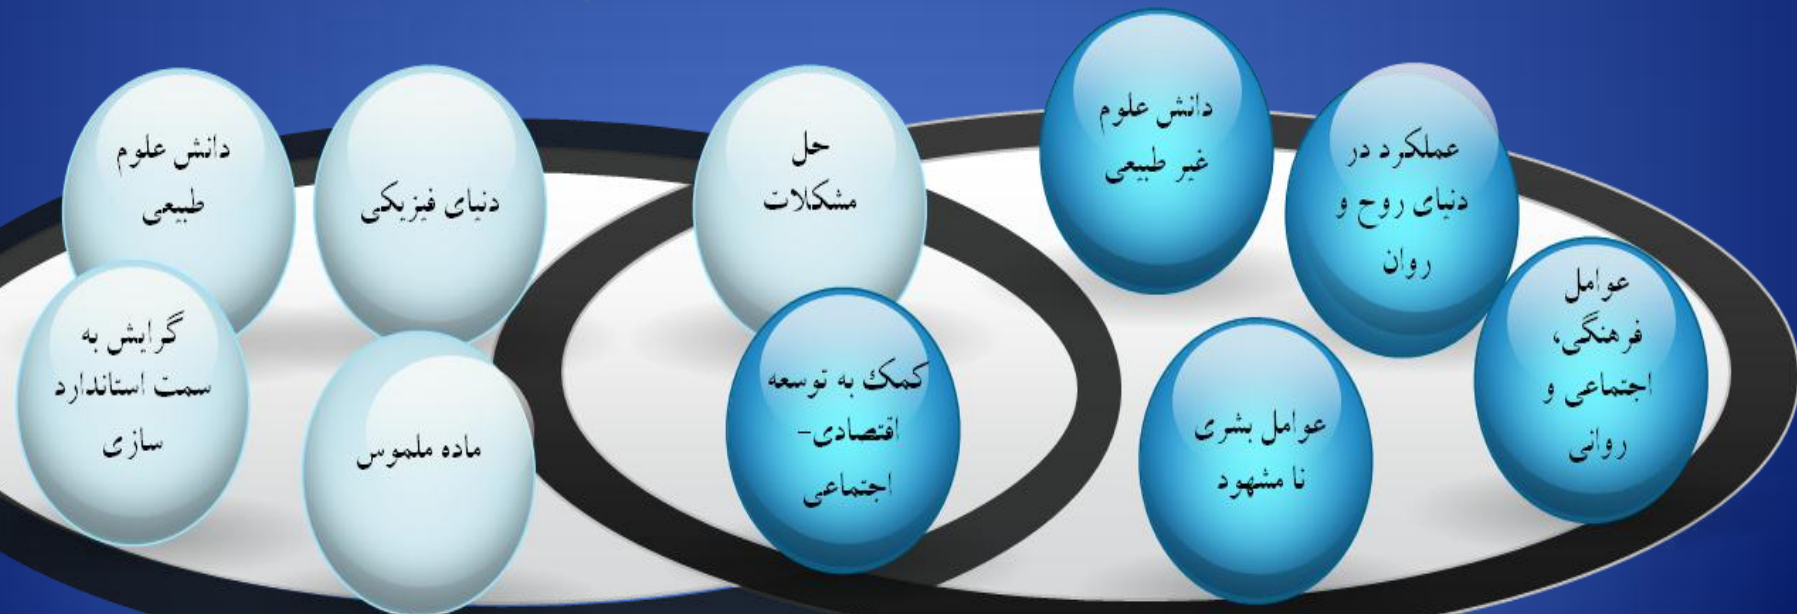 دانش علوم
غیر طبیعی
عملکرد در
دنیای روح و
روان
عوامل
فرهنگی،
اجتماعی و
روانی
عوامل بشری
نا مشهود
حل
مشکلات
کمک به توسعه
اقتصادی-
اجتماعی
دنیای فیزیکی
دانش علوم
طبیعی
گرایش به
سمت استاندارد
سازی
ماده ملموس